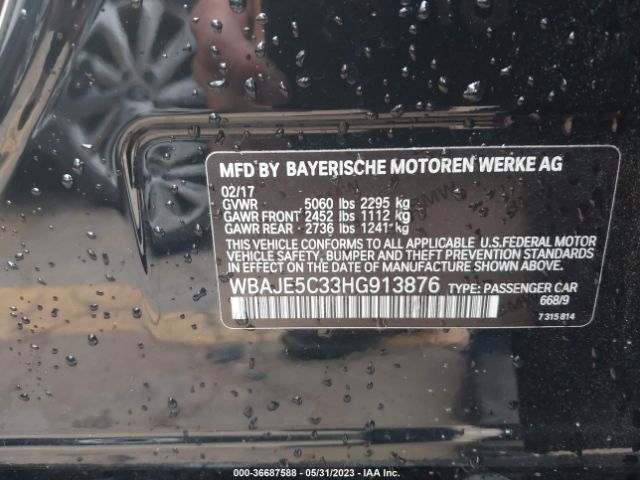 MFD BY BAYERISCHE MOTOREN WERKE AG
02/17
GVWR 5060 lbs 2295 kg
GAWR FRONT 2452 lbs 1112 kg
GAWR REAR 2736 lbs 1241 kg
THIS VEHICLE CONFORMS TO ALL APPLICABLE U.S.FEDERAL MOTOR
VEHICLE SAFETY, BUMPER, AND THEFT PREVENTION STANDARDS
IN EFFECT ON THE DATE OF MANUFACTURE SHOWN ABOVE.
WBAJE5C33HG913876 TYPE: PASSENGER CAR
668/9
7 315 814
000-36687588 - 05/31/2023 - IAA Inc.